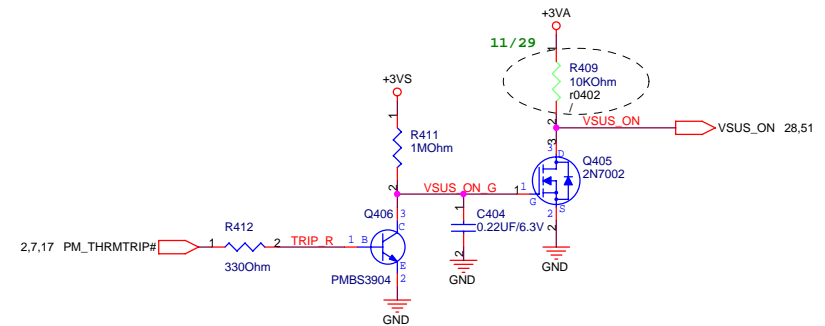 +3VA
11/29
1
R409
10KOhm
r0402
2
VSUS_ON
VSUS_ON 28,51
+3VS
1
R411
1MOhm
2
VSUS_ON_G
3
3
D
Q405
2N7002
1
1
G
S
2
2
GND
Q406
3
C
1
C404
0.22UF/6.3V
2
GND
R412
2,7,17 PM_THRMTRIP#
1
2
TRIP_R
1
B
330Ohm
E
PMBS3904
2
GND